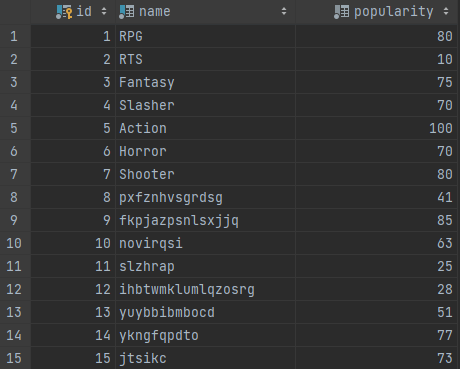 id name popularity
1 1 RPG 80
2 2 RTS 10
3 3 Fantasy 75
4 4 Slasher 70
5 5 Action 100
6 6 Horror 70
7 7 Shooter 80
8 8 pxfznhvsgrdsg 41
9 9 fkpjazpsnlsxjjq 85
10 10 novirqsi 63
11 11 slzhrap 25
12 12 ihbtwmklumlqzosrg 28
13 13 yuybbibmbocd 51
14 14 ykngfqpdto 77
15 15 jtsikc 73